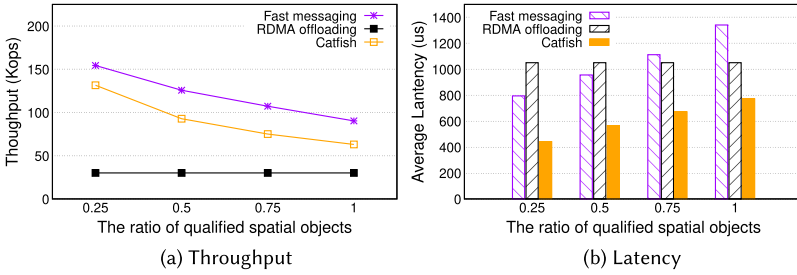 Thoughput (Kops)
200
150
100
50
0
Fast messaging
RDMA offloading
Catfish
0.25 0.5 0.75 1
The ratio of qualified spatial objects
(a) Throughput
Average Lantency (us)
1400
1200
1000
800
600
400
200
0
Fast messaging
RDMA offloading
Catfish
0.25 0.5 0.75 1
The ratio of qualified spatial objects
(b) Latency